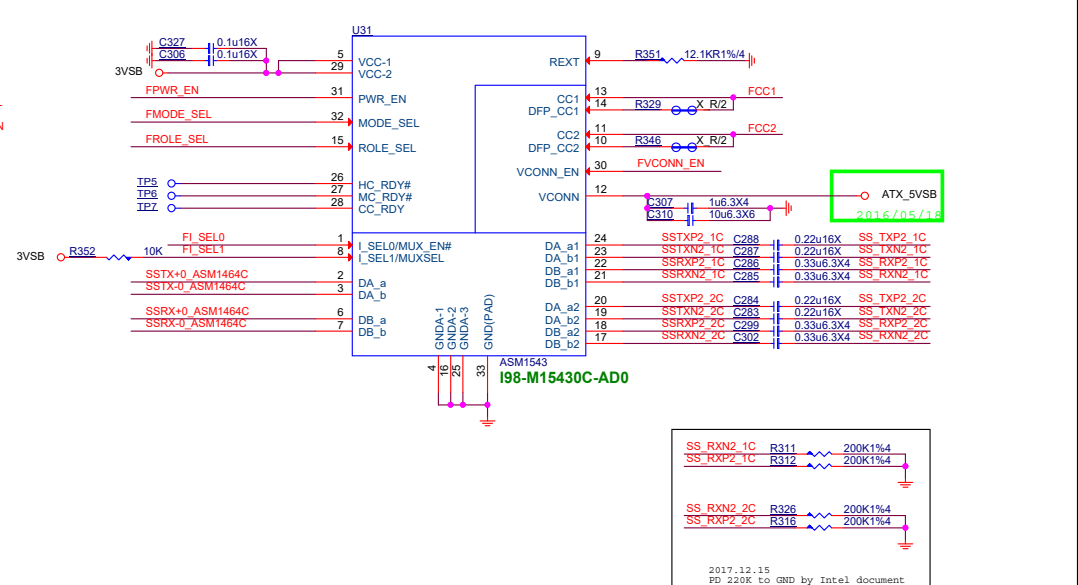 U31
C327 0.1u16X
C306 0.1u16X
3VSB
5 VCC-1
29 VCC-2
FPWR_EN 31 PWR_EN
FMODE_SEL 32 MODE_SEL
FROLE_SEL 15 ROLE_SEL
TP5 26 HC_RDY#
TP6 27 MC_RDY#
TP7 28 CC_RDY
FI_SEL0 1 I_SEL0/MUX_EN#
3VSB R352 10K FI_SEL1 8 I_SEL1/MUXSEL
SSTX+0_ASM1464C 2 DA_a
SSTX-0_ASM1464C 3 DA_b
SSRX+0_ASM1464C 6 DB_a
SSRX-0_ASM1464C 7 DB_b
REXT 9 R351 12.1KR1%/4
CC1 13 FCC1
DFP_CC1 14 R329 X_R/2
CC2 11 FCC2
DFP_CC2 10 R346 X_R/2
VCONN_EN 30 FVCONN_EN
VCONN 12 ATX_5VSB
C307 1u6.3X4
C310 10u6.3X6
2016/05/18
DA_a1 24 SSTXP2_1C C288 0.22u16X SS_TXP2_1C
DA_b1 23 SSTXN2_1C C287 0.22u16X SS_TXN2_1C
DB_a1 22 SSRXP2_1C C286 0.33u6.3X4 SS_RXP2_1C
DB_b1 21 SSRXN2_1C C285 0.33u6.3X4 SS_RXN2_1C
DA_a2 20 SSTXP2_2C C284 0.22u16X SS_TXP2_2C
DA_b2 19 SSTXN2_2C C283 0.22u16X SS_TXN2_2C
DB_a2 18 SSRXP2_2C C299 0.33u6.3X4 SS_RXP2_2C
DB_b2 17 SSRXN2_2C C302 0.33u6.3X4 SS_RXN2_2C
GNDA-1
GNDA-2
GNDA-3
GND(PAD)
4
16
25
33
ASM1543
I98-M15430C-AD0
SS_RXN2_1C R311 200K1%4
SS_RXP2_1C R312 200K1%4
SS_RXN2_2C R326 200K1%4
SS_RXP2_2C R316 200K1%4
2017.12.15
PD 220K to GND by Intel document